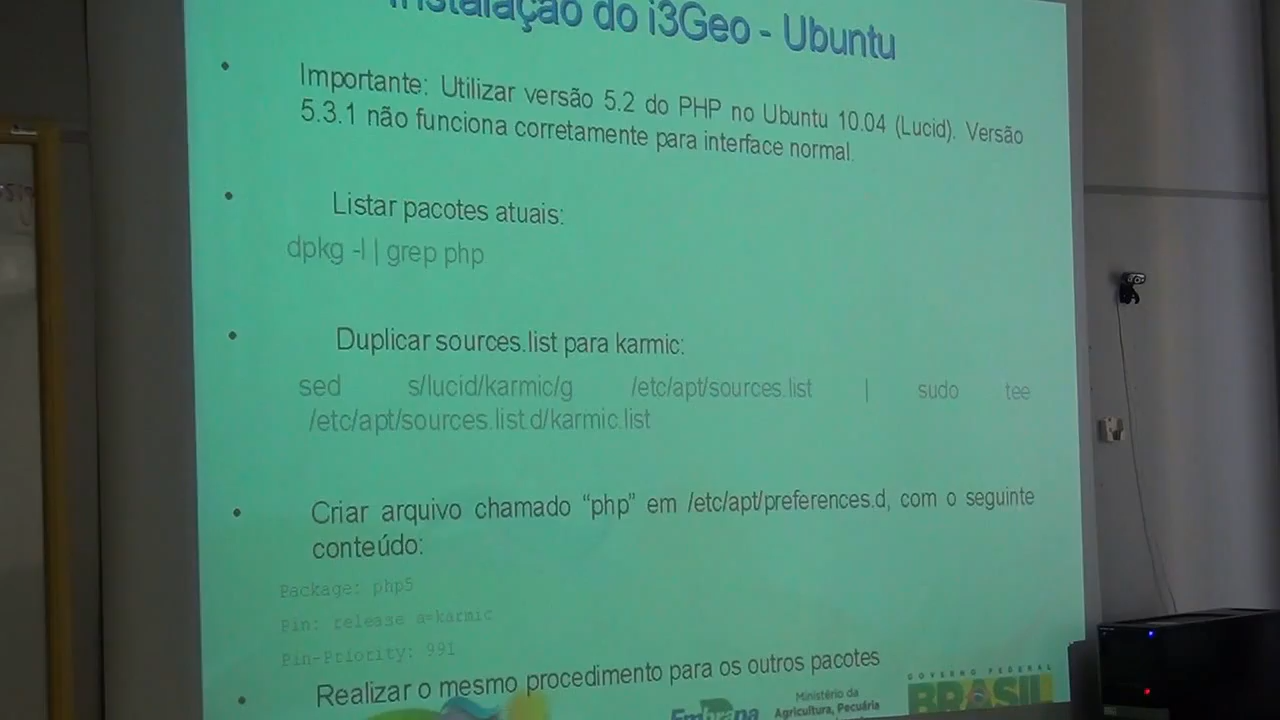 Instalação do i3Geo - Ubuntu
• Importante: Utilizar versão 5.2 do PHP no Ubuntu 10.04 (Lucid). Versão
5.3.1 não funciona corretamente para interface normal.
• Listar pacotes atuais:
dpkg -l | grep php
• Duplicar sources.list para karmic:
sed s/lucid/karmic/g /etc/apt/sources.list | sudo tee
/etc/apt/sources.list.d/karmic.list
• Criar arquivo chamado “php” em /etc/apt/preferences.d, com o seguinte
conteúdo:
Package: php5
Pin: release a=karmic
Pin-Priority: 991
• Realizar o mesmo procedimento para os outros pacotes
Embrapa
Ministério da
Agricultura, Pecuária
GOVERNO FEDERAL
BRASIL